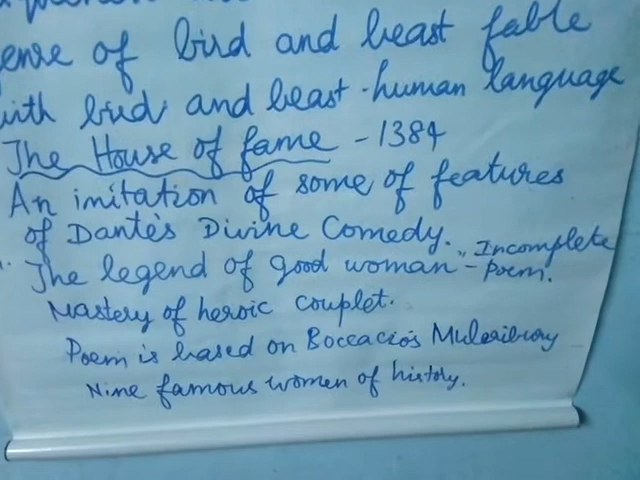 of bird and beast fable
with bird and beast-human language
The House of fame - 1384
An imitation of some of features
of Dante's Divine Comedy.
The legend of good woman - Incomplete Poem.
Mastery of heroic couplet.
Poem is based on Boccacio's
Nine famous women of history.